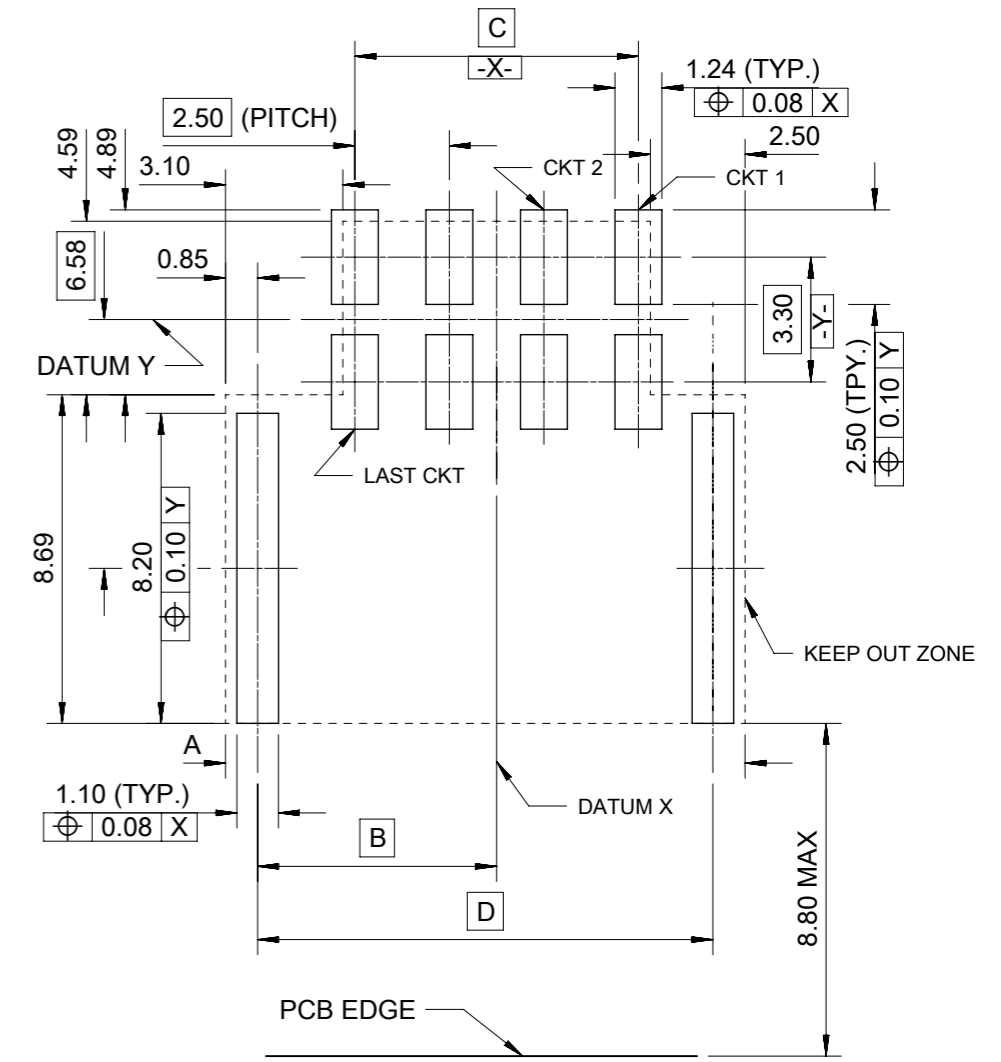 C
-X-
1.24 (TYP.)
⌖ 0.08 X
2.50 (PITCH)
2.50
4.59
4.89
3.10
CKT 2
CKT 1
6.58
0.85
3.30
-Y-
DATUM Y
2.50 (TPY.)
⌖ 0.10 Y
LAST CKT
8.69
8.20
⌖ 0.10 Y
KEEP OUT ZONE
A
1.10 (TYP.)
⌖ 0.08 X
DATUM X
B
8.80 MAX
D
PCB EDGE